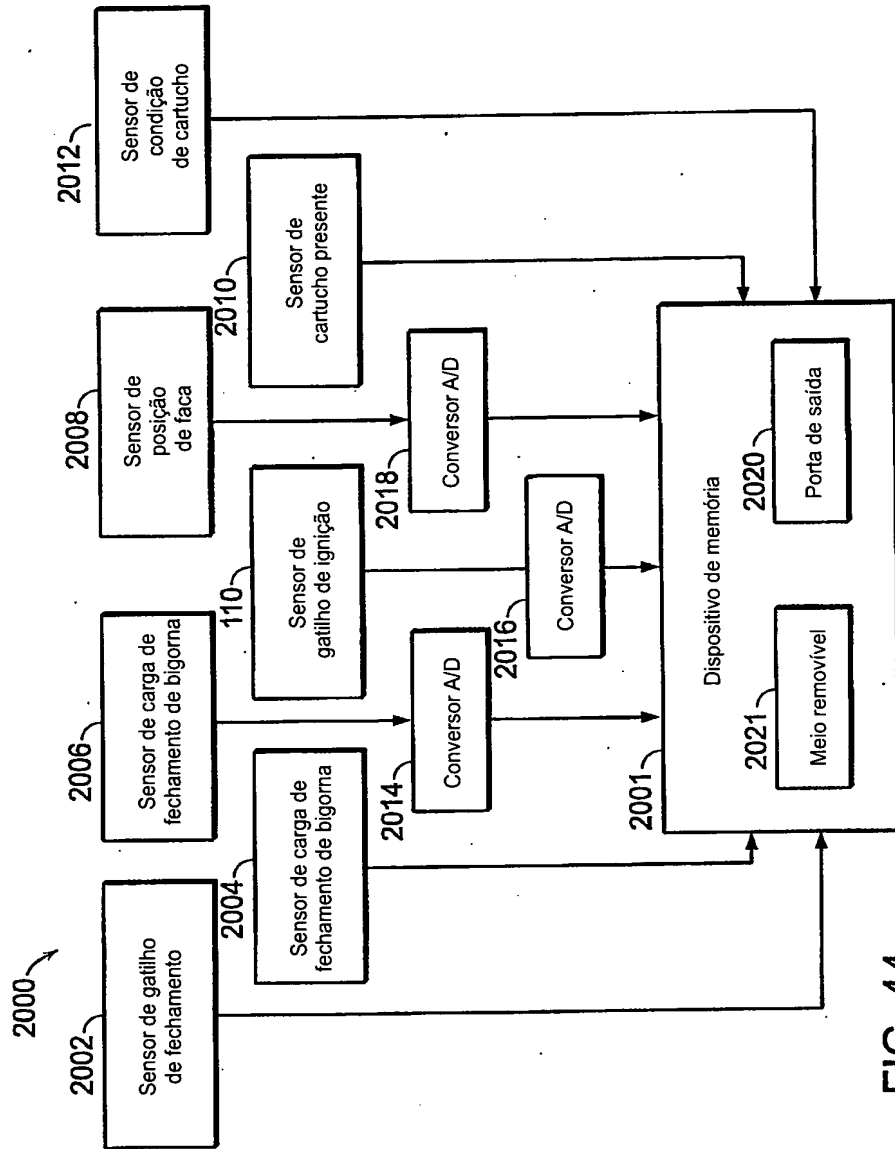 2000
2002
Sensor de gatilho
de fechamento
2004
Sensor de carga de
fechamento de bigorna
2006
Sensor de carga de
fechamento de bigorna
110
Sensor de
gatilho de ignição
2008
Sensor de
posição
de faca
2010
Sensor de
cartucho presente
2012
Sensor de
condição
de cartucho
2014
Conversor A/D
2016
Conversor A/D
2018
Conversor A/D
2001
Dispositivo de memória
2021
Meio removível
2020
Porta de saída
FIG. 44